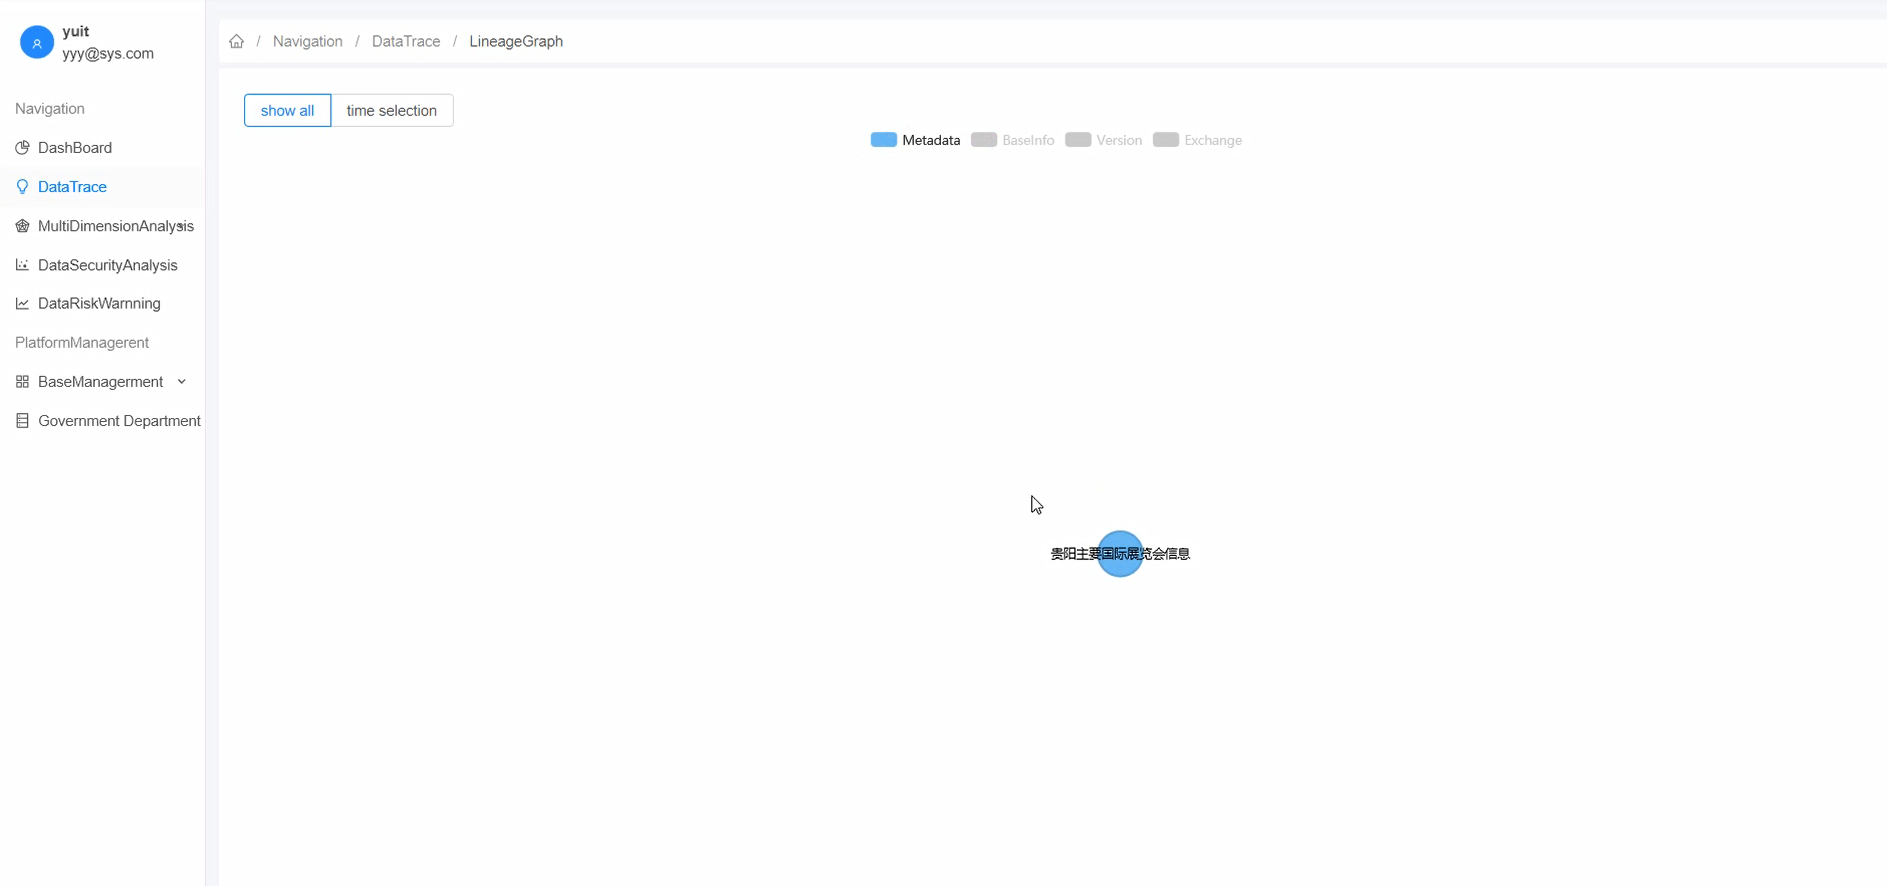 yuit
yyy@sys.com
Navigation
DashBoard
DataTrace
MultiDimensionAnalysis
DataSecurityAnalysis
DataRiskWarnning
PlatformManagerent
BaseManagerment
Government Department
/ Navigation / DataTrace / LineageGraph
show all time selection
Metadata BaseInfo Version Exchange
贵阳主要国际展览会信息